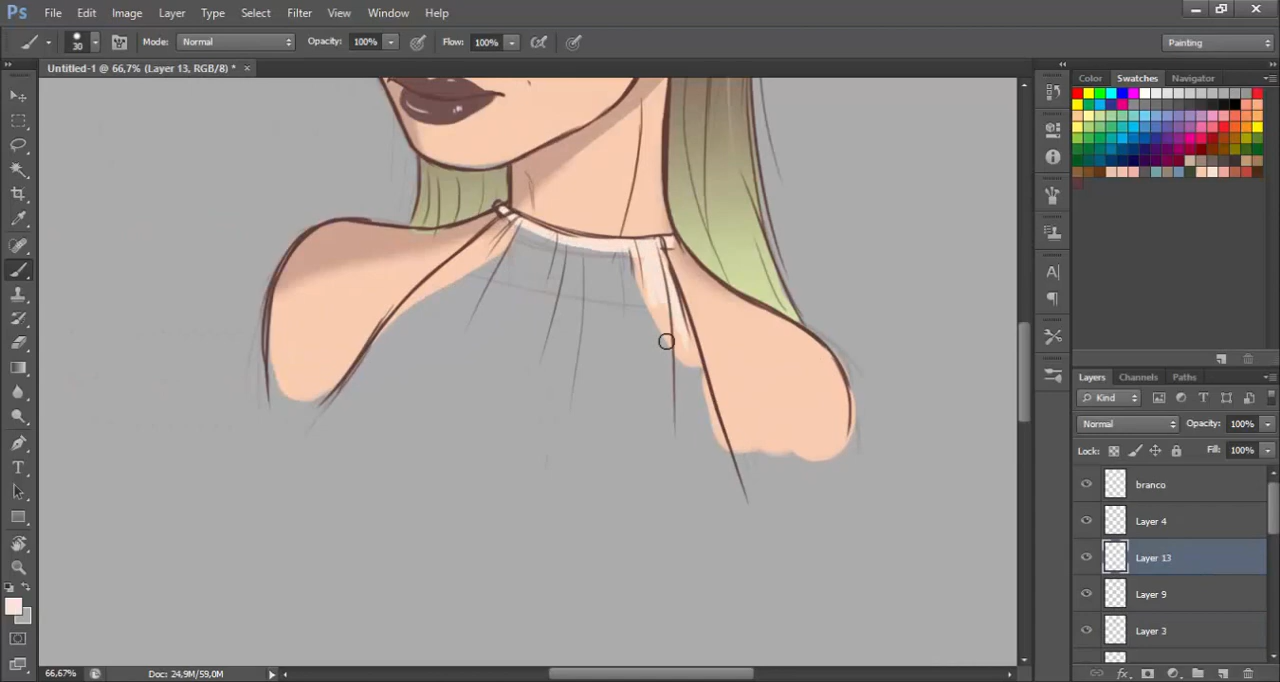 Ps File Edit Image Layer Type Select Filter View Window Help
30 Mode: Normal Opacity: 100% Flow: 100% Painting
Untitled-1 @ 66,7% (Layer 13, RGB/8) * ×
Color Swatches Navigator
Layers Channels Paths
Kind
Normal Opacity: 100%
Lock: Fill: 100%
branco
Layer 4
Layer 13
Layer 9
Layer 3
66,67% Doc: 24,9M/59,0M